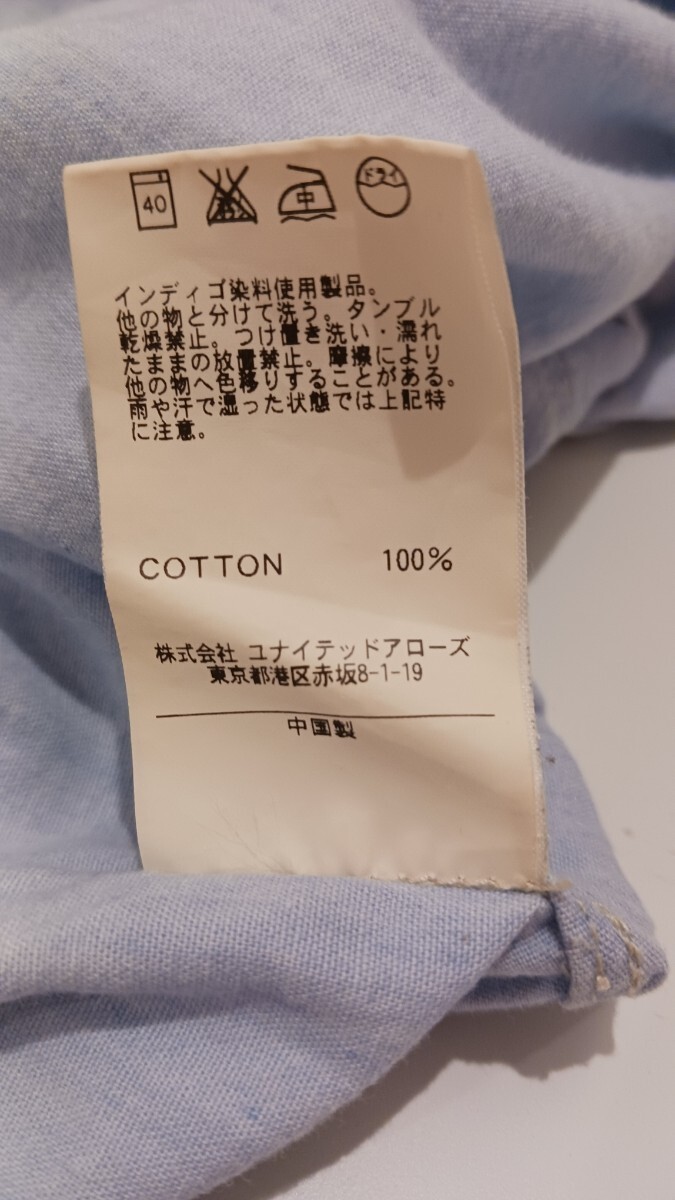 40
中
ドライ
インディゴ染料使用製品。
他の物と分けて洗う。タンブル
乾燥禁止。つけ置き洗い・濡れ
たままの放置禁止。摩擦により
他の物へ色移りすることがある。
雨や汗で湿った状態では上記特
に注意。
COTTON 100%
株式会社 ユナイテッドアローズ
東京都港区赤坂8-1-19
中国製